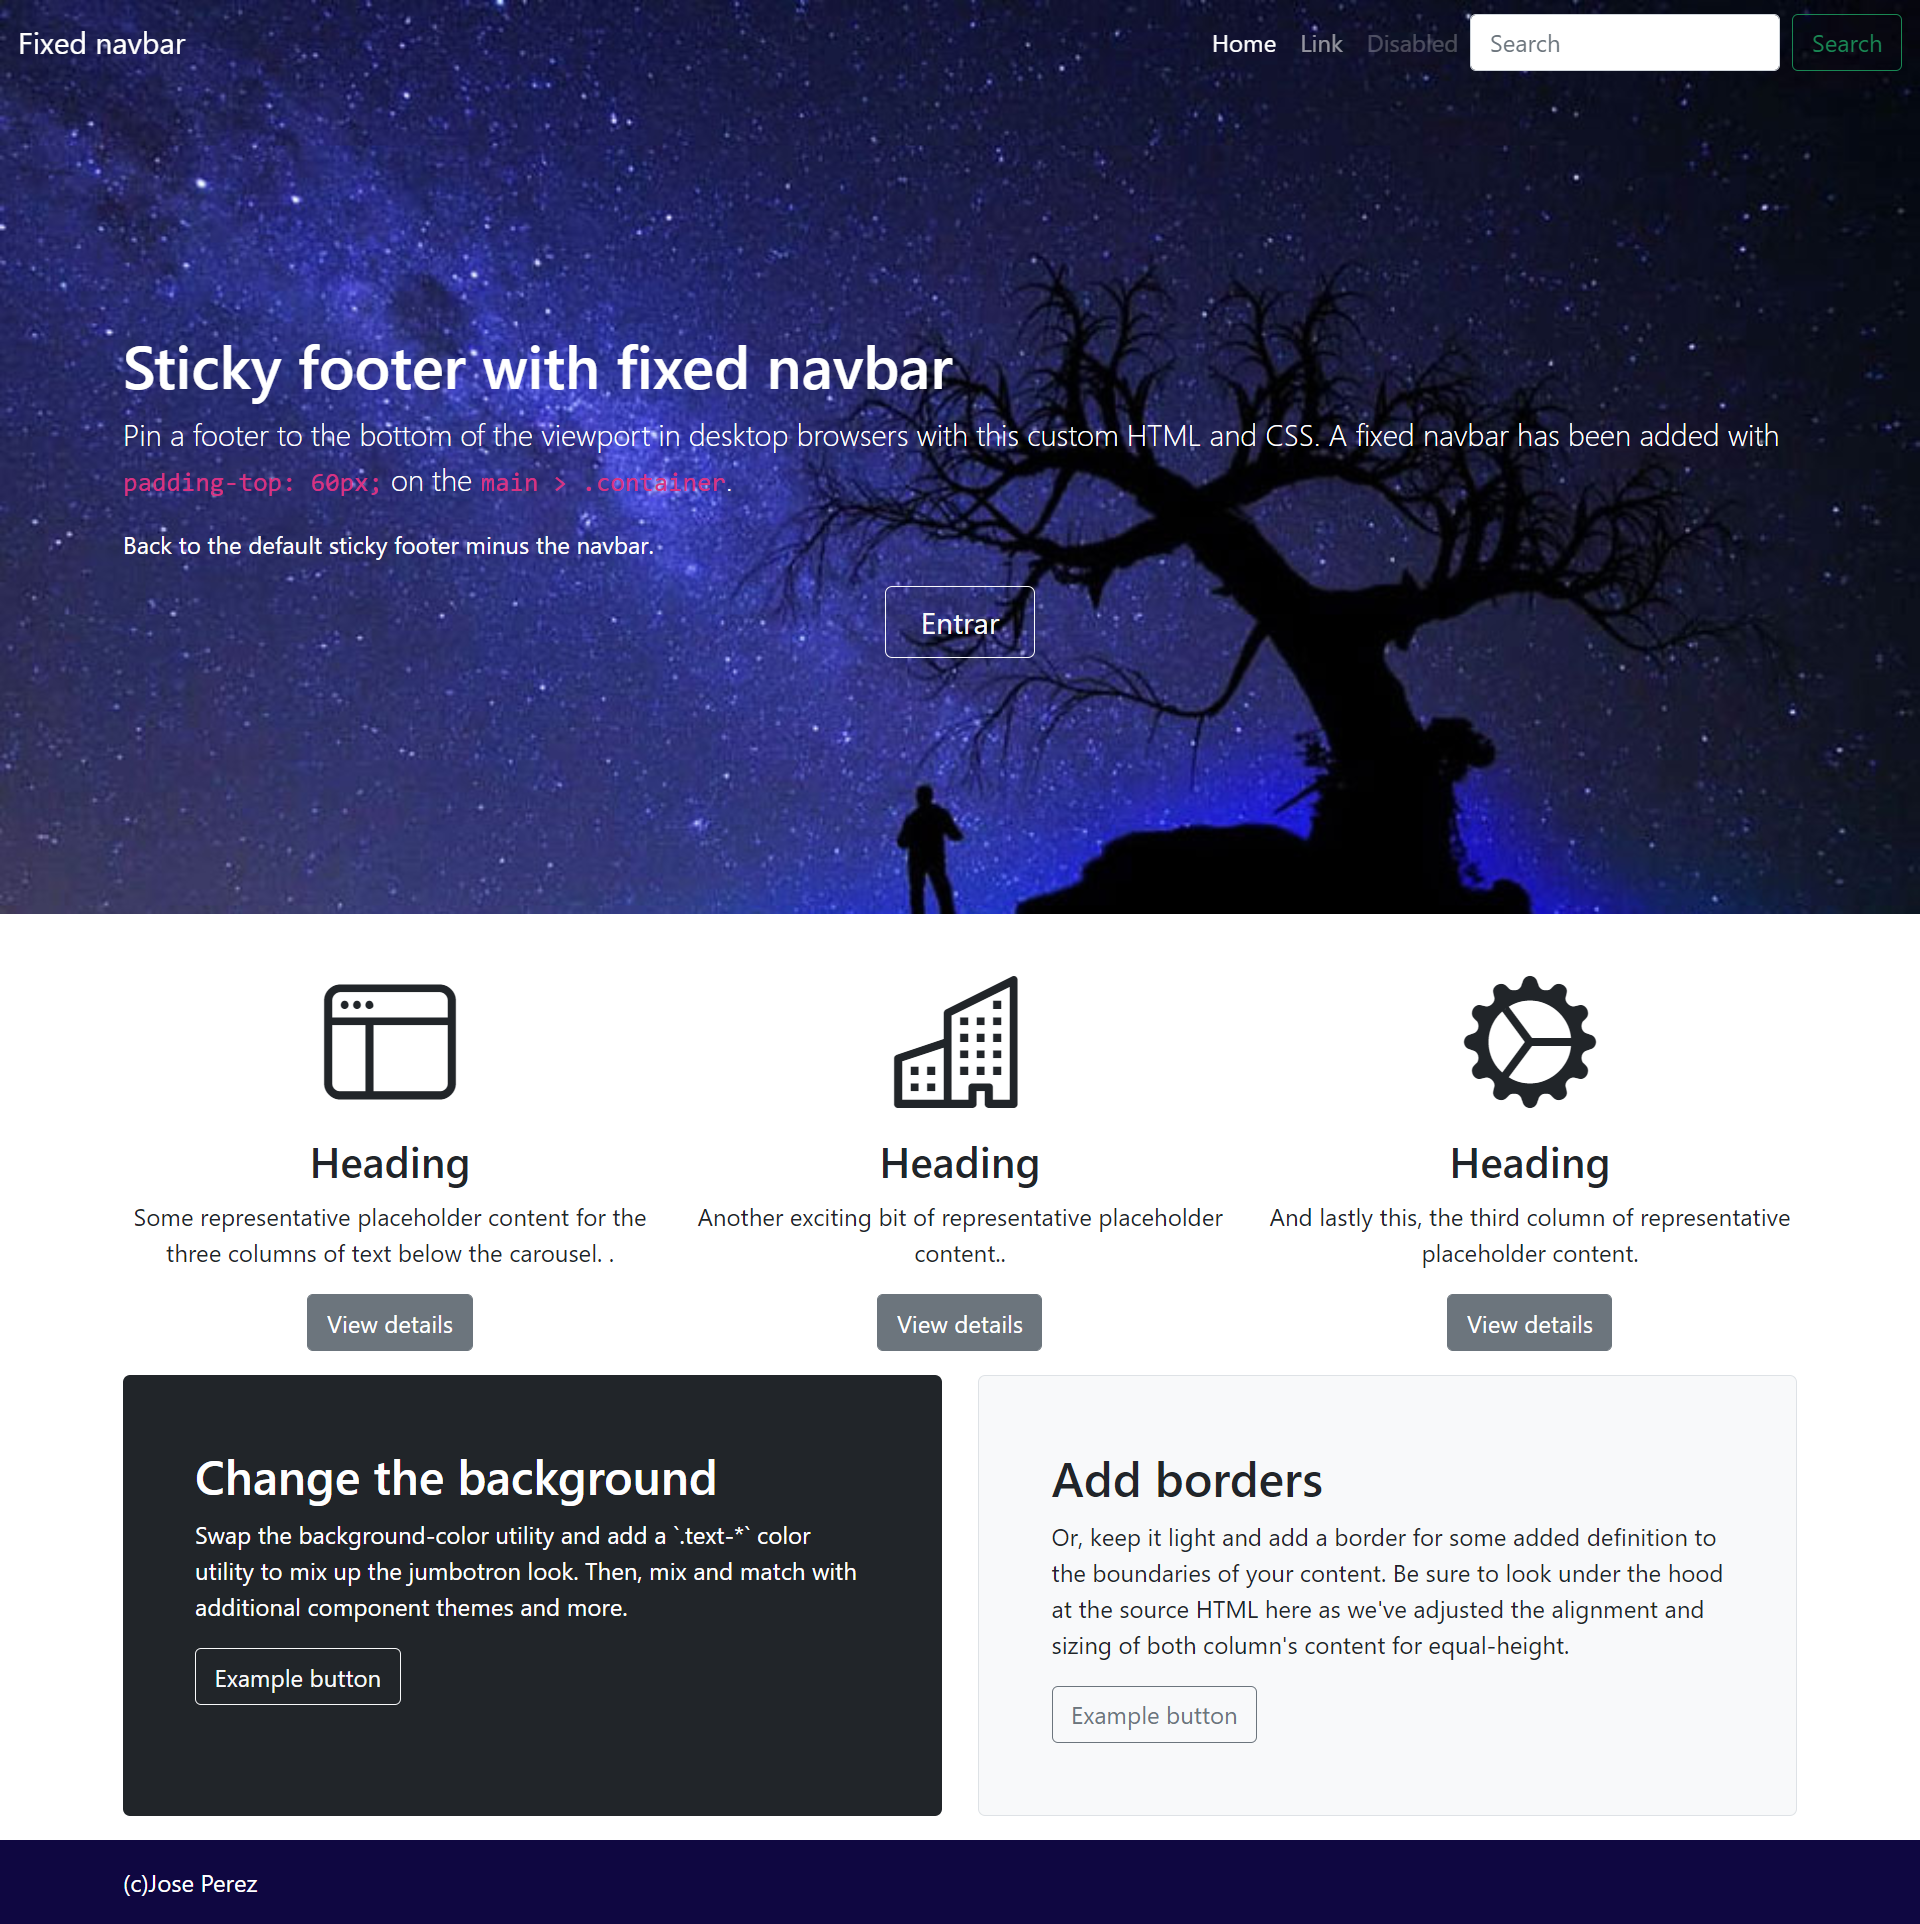 Fixed navbar Home Link Disabled Search Search
Sticky footer with fixed navbar
Pin a footer to the bottom of the viewport in desktop browsers with this custom HTML and CSS. A fixed navbar has been added with
padding-top: 60px; on the main > .container.
Back to the default sticky footer minus the navbar.
Entrar
Heading
Some representative placeholder content for the
three columns of text below the carousel. .
View details
Heading
Another exciting bit of representative placeholder
content..
View details
Heading
And lastly this, the third column of representative
placeholder content.
View details
Change the background
Swap the background-color utility and add a `.text-*` color
utility to mix up the jumbotron look. Then, mix and match with
additional component themes and more.
Example button
Add borders
Or, keep it light and add a border for some added definition to
the boundaries of your content. Be sure to look under the hood
at the source HTML here as we've adjusted the alignment and
sizing of both column's content for equal-height.
Example button
(c)Jose Perez